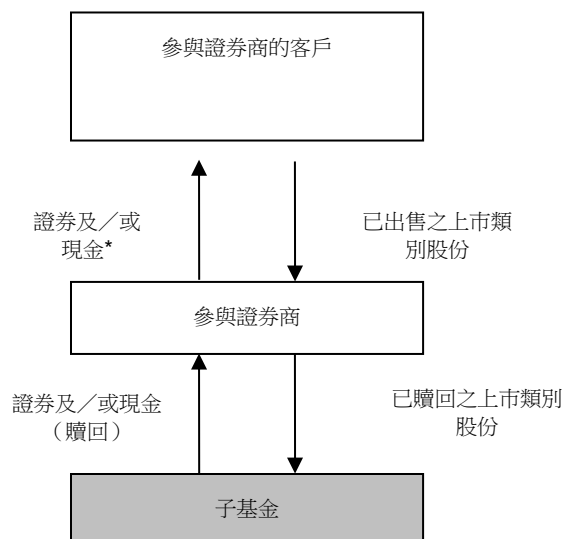 參與證券商的客戶
證券及／或
現金*
已出售之上市類
別股份
參與證券商
證券及／或現金
（贖回）
已贖回之上市類別
股份
子基金